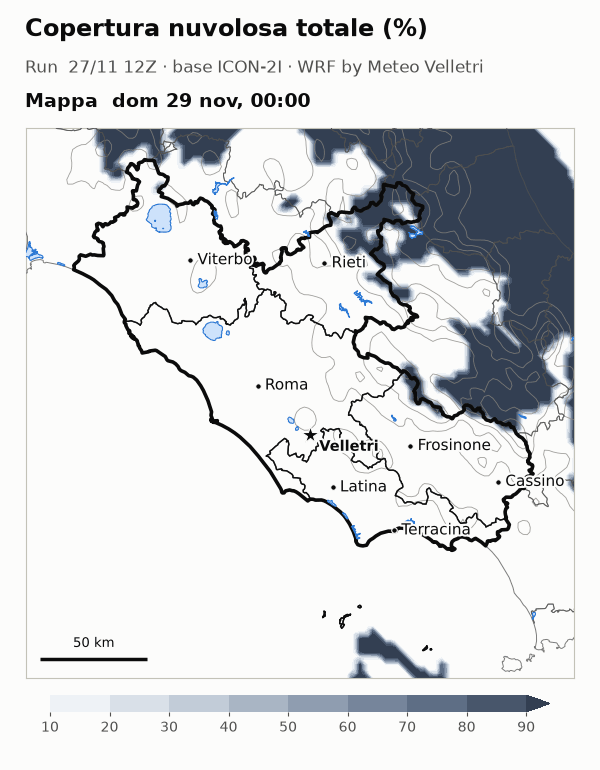 Copertura nuvolosa totale (%)
Run  27/11 12Z · base ICON-2I · WRF by Meteo Velletri
Mappa  dom 29 nov, 00:00
Viterbo
Rieti
Roma
Velletri
Frosinone
Latina
Cassino
Terracina
50 km
10 20 30 40 50 60 70 80 90